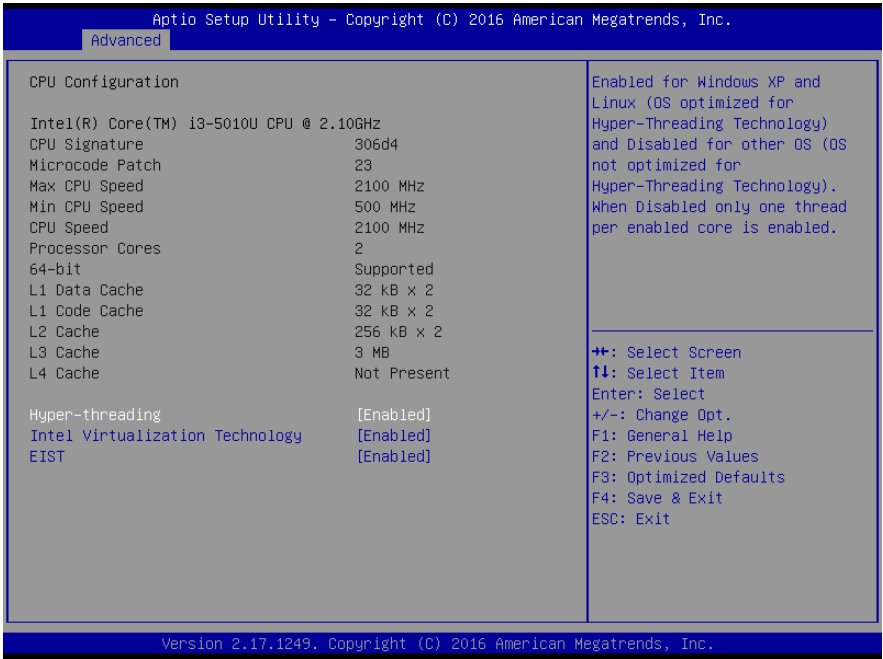 Aptio Setup Utility – Copyright (C) 2016 American Megatrends, Inc.
Advanced
CPU Configuration
Intel(R) Core(TM) i3-5010U CPU @ 2.10GHz
CPU Signature 306d4
Microcode Patch 23
Max CPU Speed 2100 MHz
Min CPU Speed 500 MHz
CPU Speed 2100 MHz
Processor Cores 2
64-bit Supported
L1 Data Cache 32 kB x 2
L1 Code Cache 32 kB x 2
L2 Cache 256 kB x 2
L3 Cache 3 MB
L4 Cache Not Present
Hyper-threading [Enabled]
Intel Virtualization Technology [Enabled]
EIST [Enabled]
Enabled for Windows XP and
Linux (OS optimized for
Hyper-Threading Technology)
and Disabled for other OS (OS
not optimized for
Hyper-Threading Technology).
When Disabled only one thread
per enabled core is enabled.
→←: Select Screen
↑↓: Select Item
Enter: Select
+/-: Change Opt.
F1: General Help
F2: Previous Values
F3: Optimized Defaults
F4: Save & Exit
ESC: Exit
Version 2.17.1249. Copyright (C) 2016 American Megatrends, Inc.